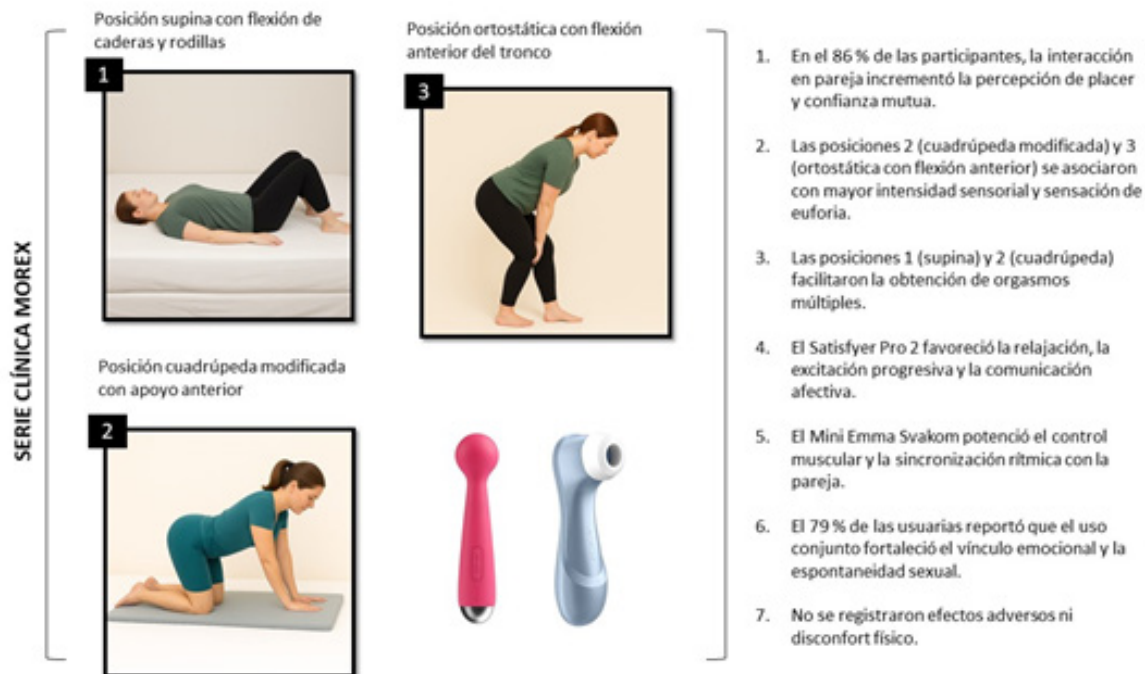 SERIE CLÍNICA MOREX
Posición supina con flexión de
caderas y rodillas
1
Posición ortostática con flexión
anterior del tronco
3
Posición cuadrúpeda modificada
con apoyo anterior
2
1. En el 86 % de las participantes, la interacción
en pareja incrementó la percepción de placer
y confianza mutua.
2. Las posiciones 2 (cuadrúpeda modificada) y 3
(ortostática con flexión anterior) se asociaron
con mayor intensidad sensorial y sensación de
euforia.
3. Las posiciones 1 (supina) y 2 (cuadrúpeda)
facilitaron la obtención de orgasmos
múltiples.
4. El Satisfyer Pro 2 favoreció la relajación, la
excitación progresiva y la comunicación
afectiva.
5. El Mini Emma Svakom potenció el control
muscular y la sincronización rítmica con la
pareja.
6. El 79 % de las usuarias reportó que el uso
conjunto fortaleció el vínculo emocional y la
espontaneidad sexual.
7. No se registraron efectos adversos ni
disconfort físico.